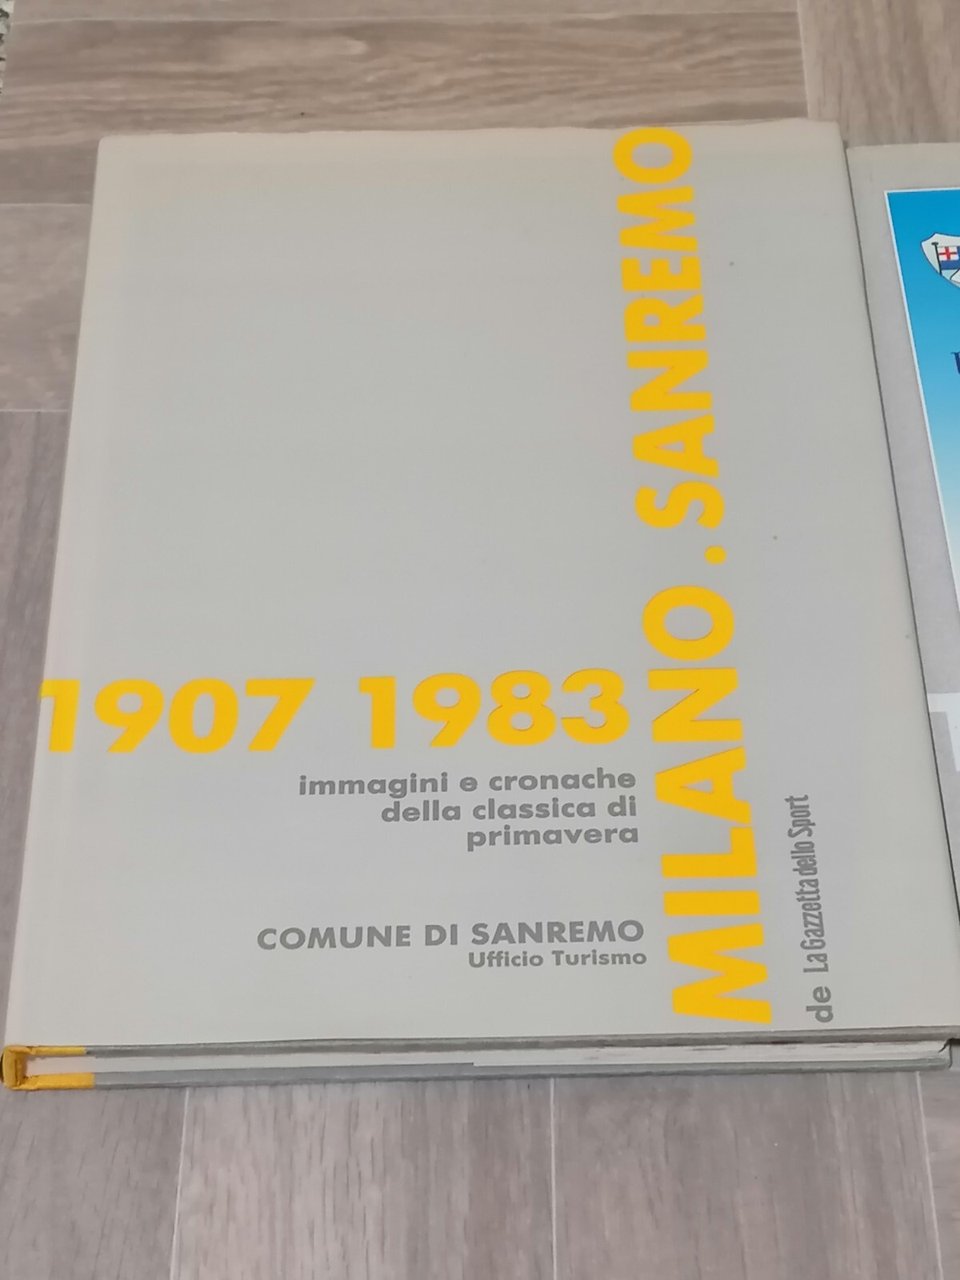 MILANO.SANREMO
1907 1983
immagini e cronache
della classica di
primavera
COMUNE DI SANREMO
Ufficio Turismo
de La Gazzetta dello Sport